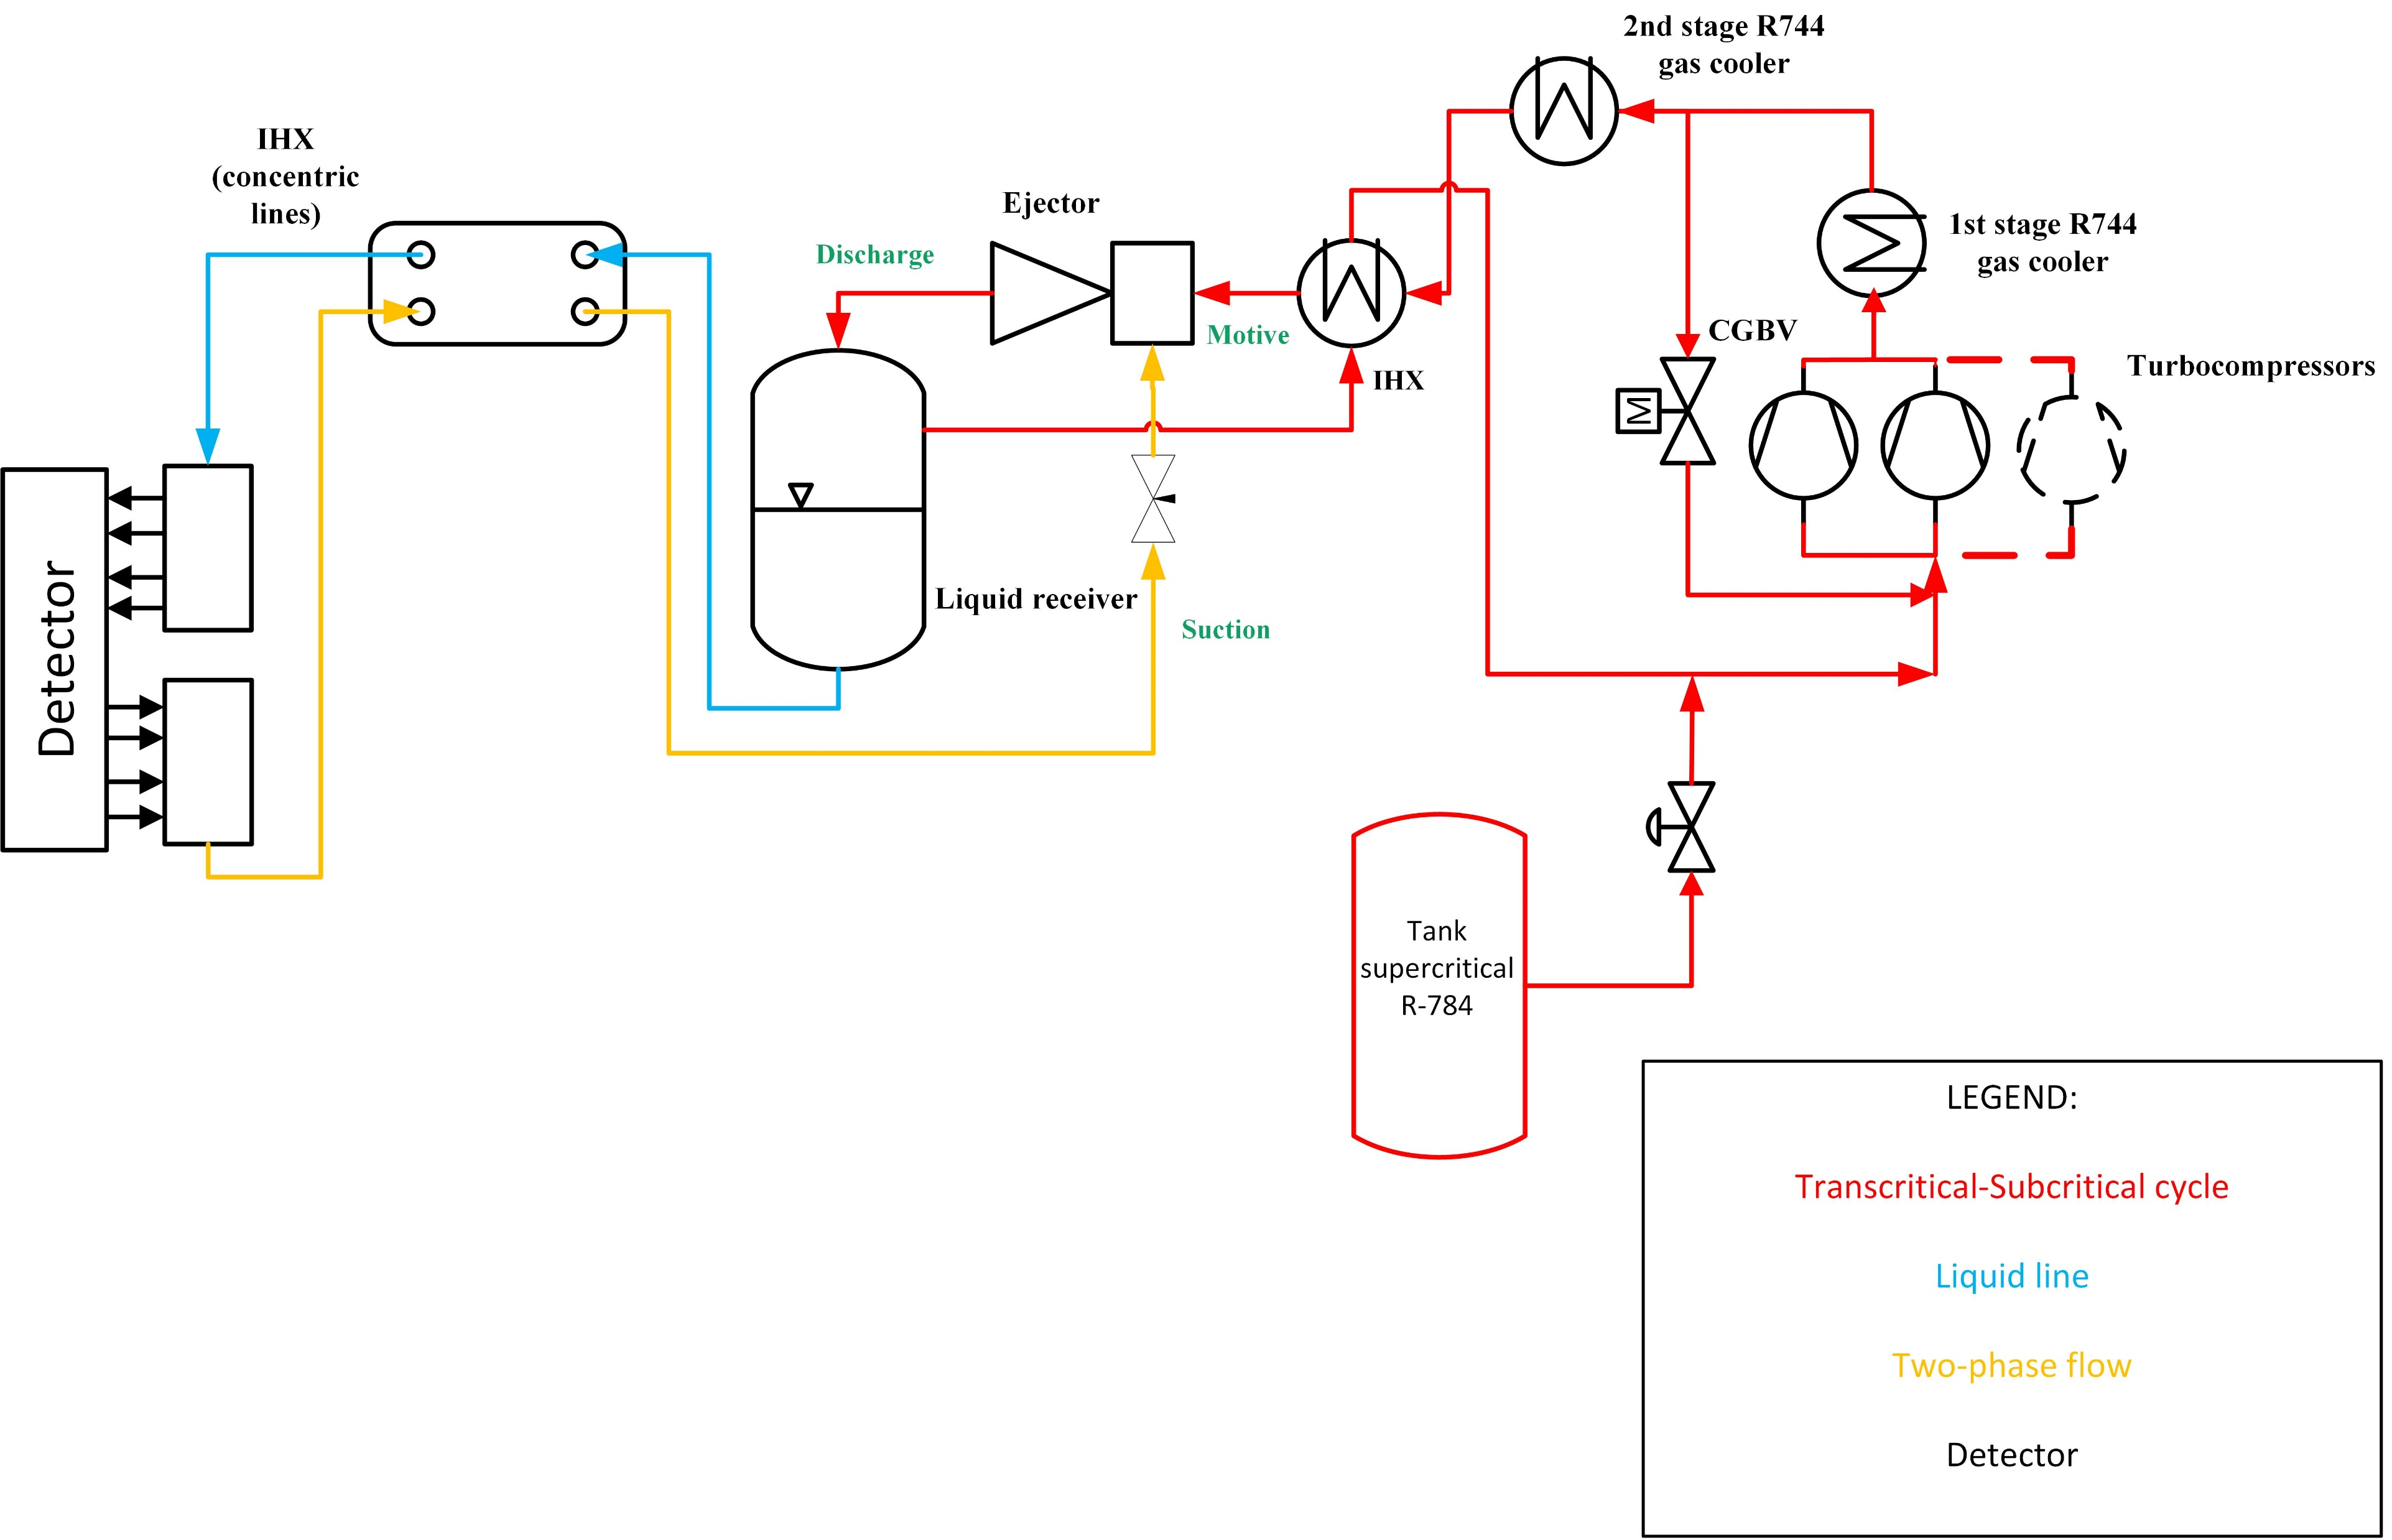 2nd stage R744
gas cooler
IHX
(concentric
lines)
Ejector
1st stage R744
gas cooler
Discharge
Motive
CGBV
IHX
Turbocompressors
M
Detector
Liquid receiver
Suction
Tank
supercritical
R-784
LEGEND:
Transcritical-Subcritical cycle
Liquid line
Two-phase flow
Detector